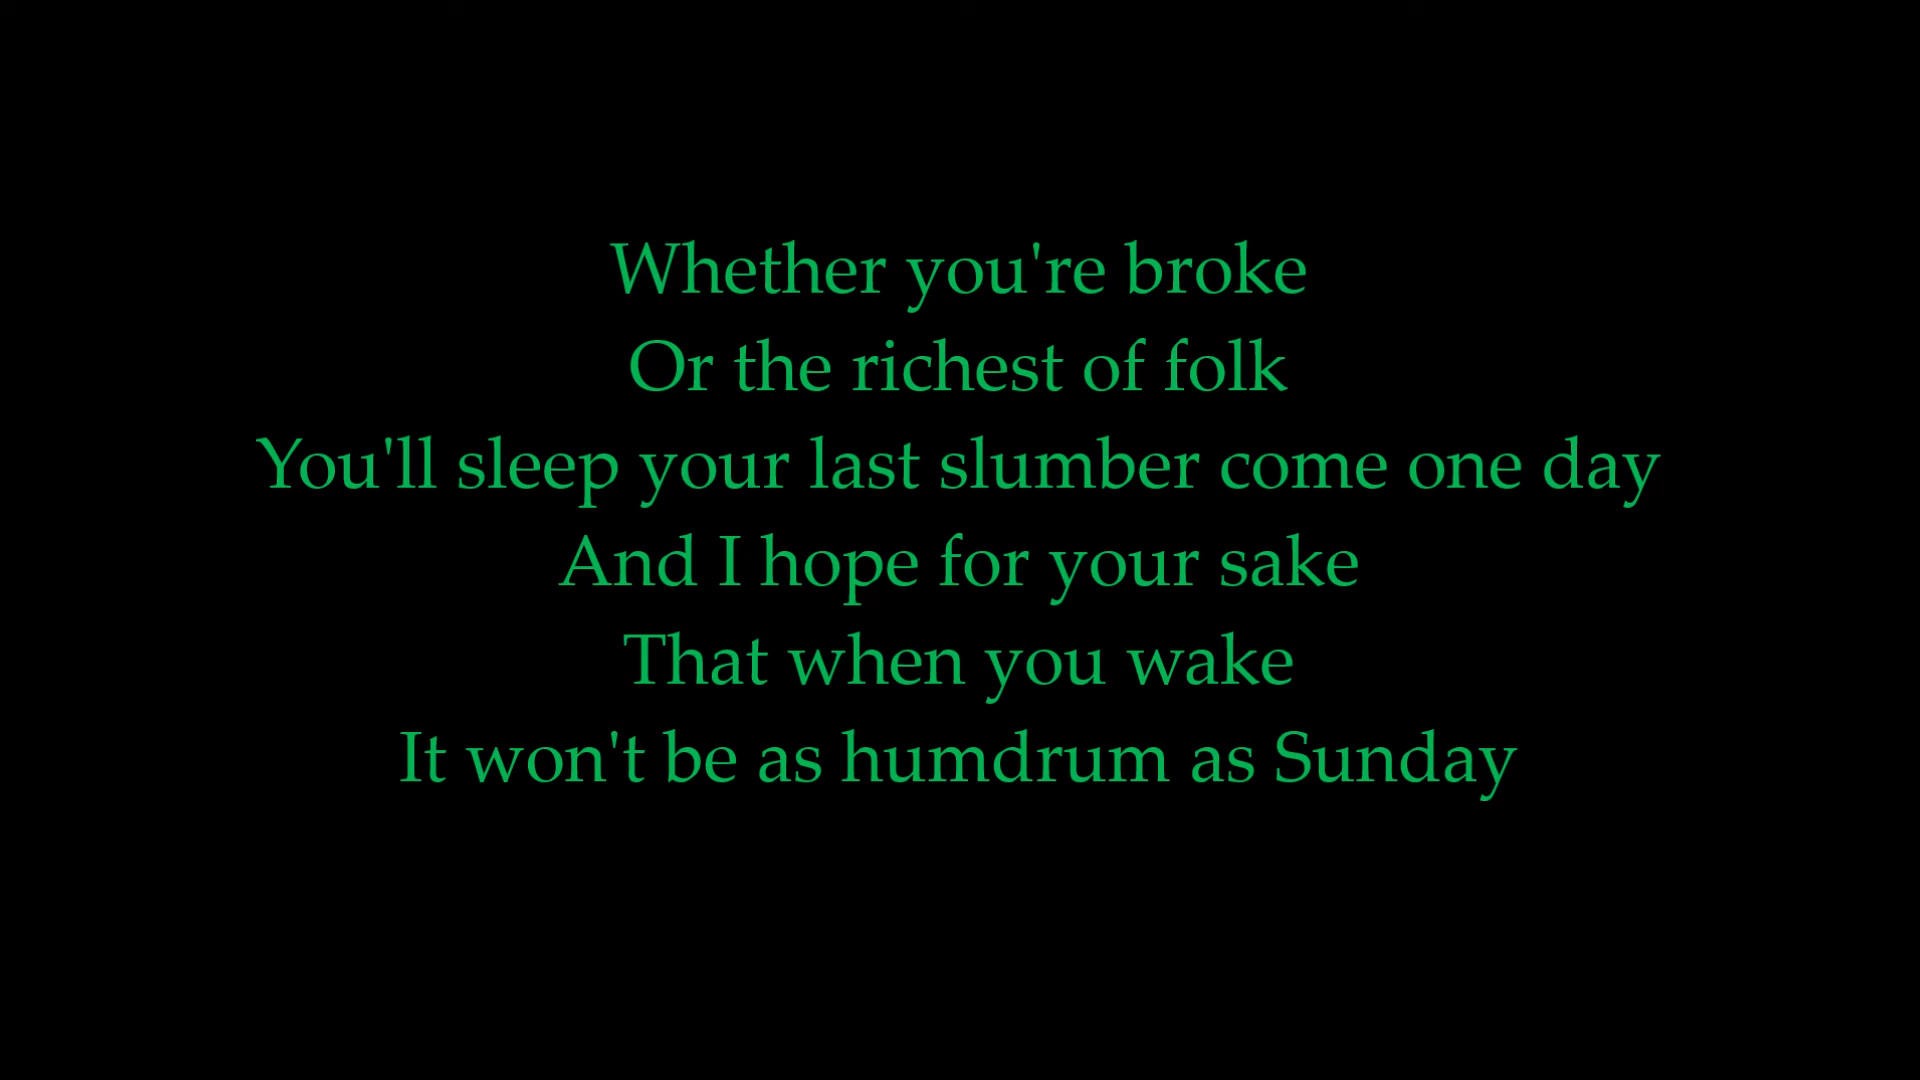 Whether you're broke
Or the richest of folk
You'll sleep your last slumber come one day
And I hope for your sake
That when you wake
It won't be as humdrum as Sunday